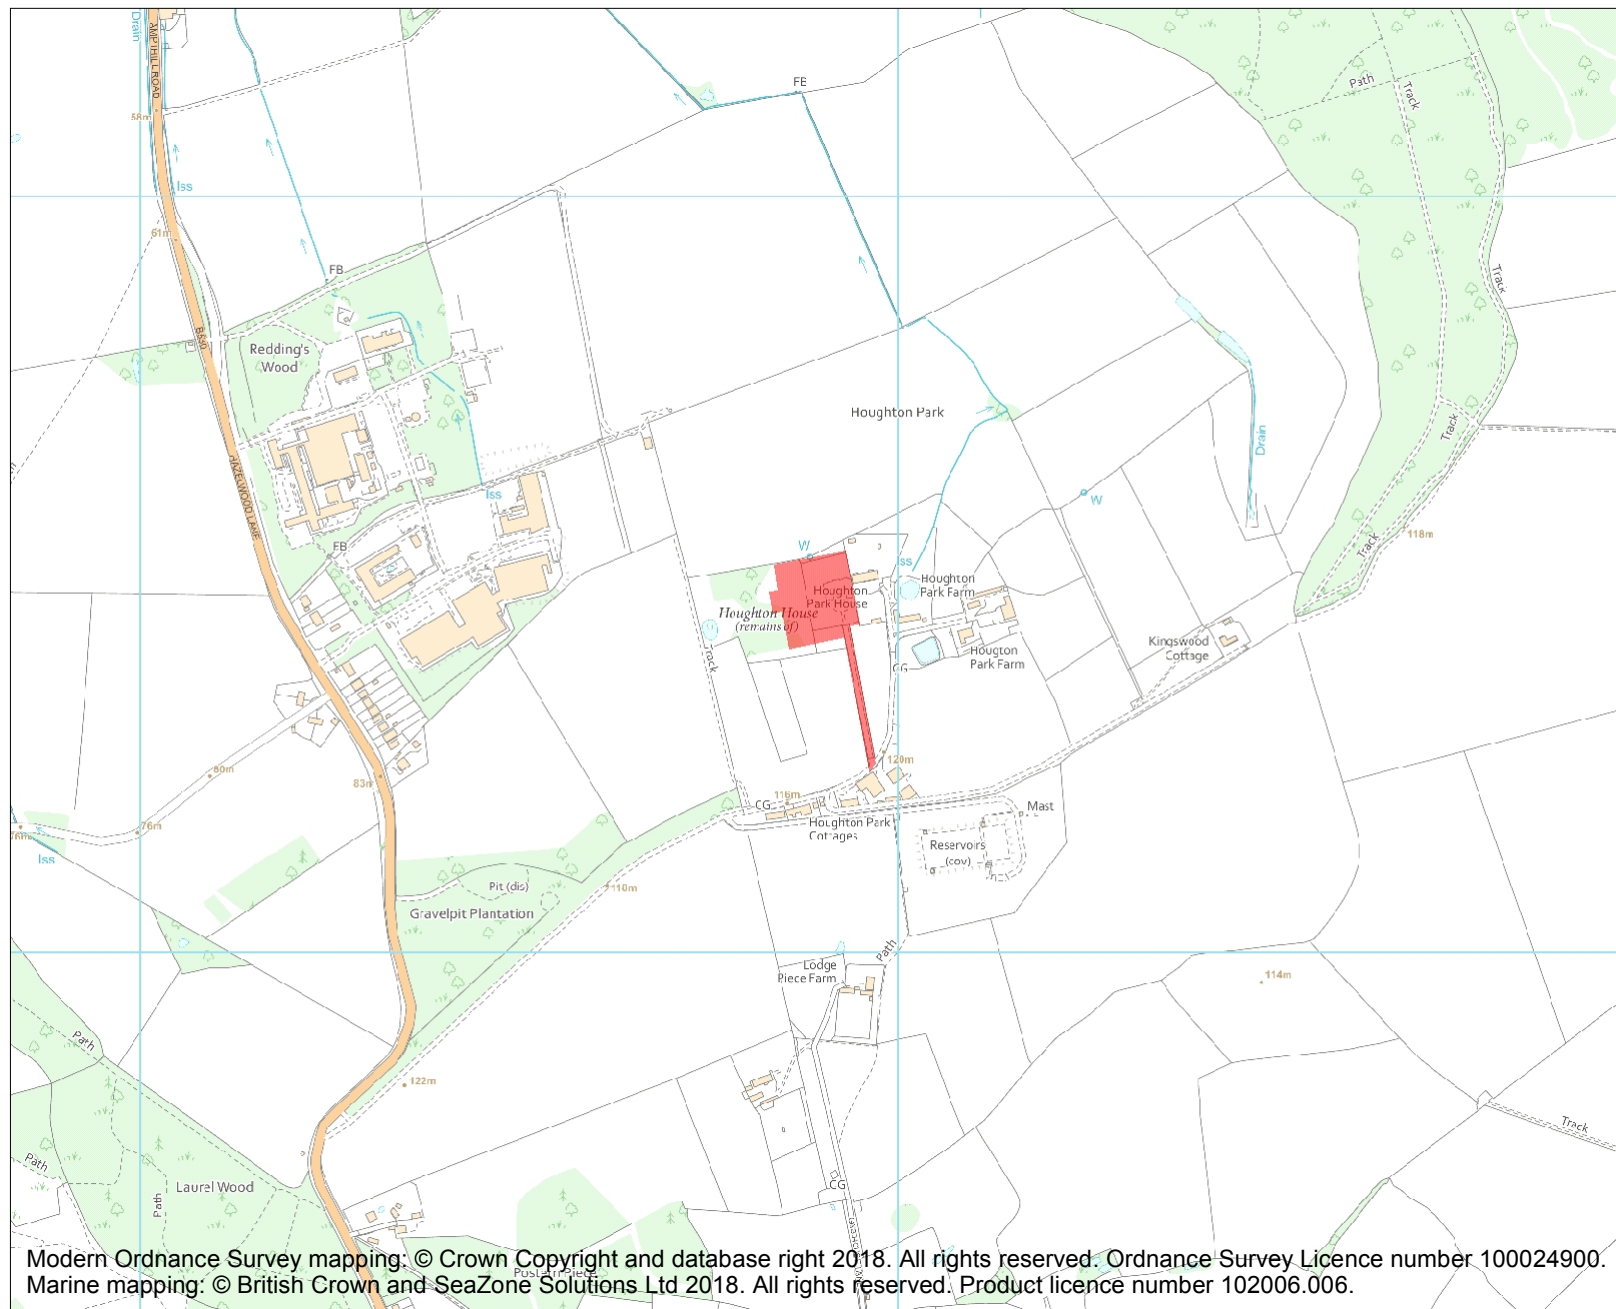 Drain
AMPTHILL ROAD
58m
Iss
61m
FB
B530
Redding's
Wood
HAZELWOOD LANE
Iss
FB
FB
Path
Track
Track
Track
Track
Drain
118m
Houghton Park
W
W
Iss
Houghton
Park House
Houghton House
(remains of)
Houghton
Park Farm
Hougton
Park Farm
Kingswood
Cottage
Track
CG
120m
116m
CG
Houghton Park
Cottages
Mast
Reservoirs
(cov)
80m
83m
76m
Iss
110m
Pit (dis)
Gravelpit Plantation
Path
Lodge
Piece Farm
114m
Path
122m
Path
Path
Laurel Wood
CG
Track
Modern Ordnance Survey mapping: © Crown Copyright and database right 2018. All rights reserved. Ordnance Survey Licence number 100024900.
Marine mapping: © British Crown and SeaZone Solutions Ltd 2018. All rights reserved. Product licence number 102006.006.